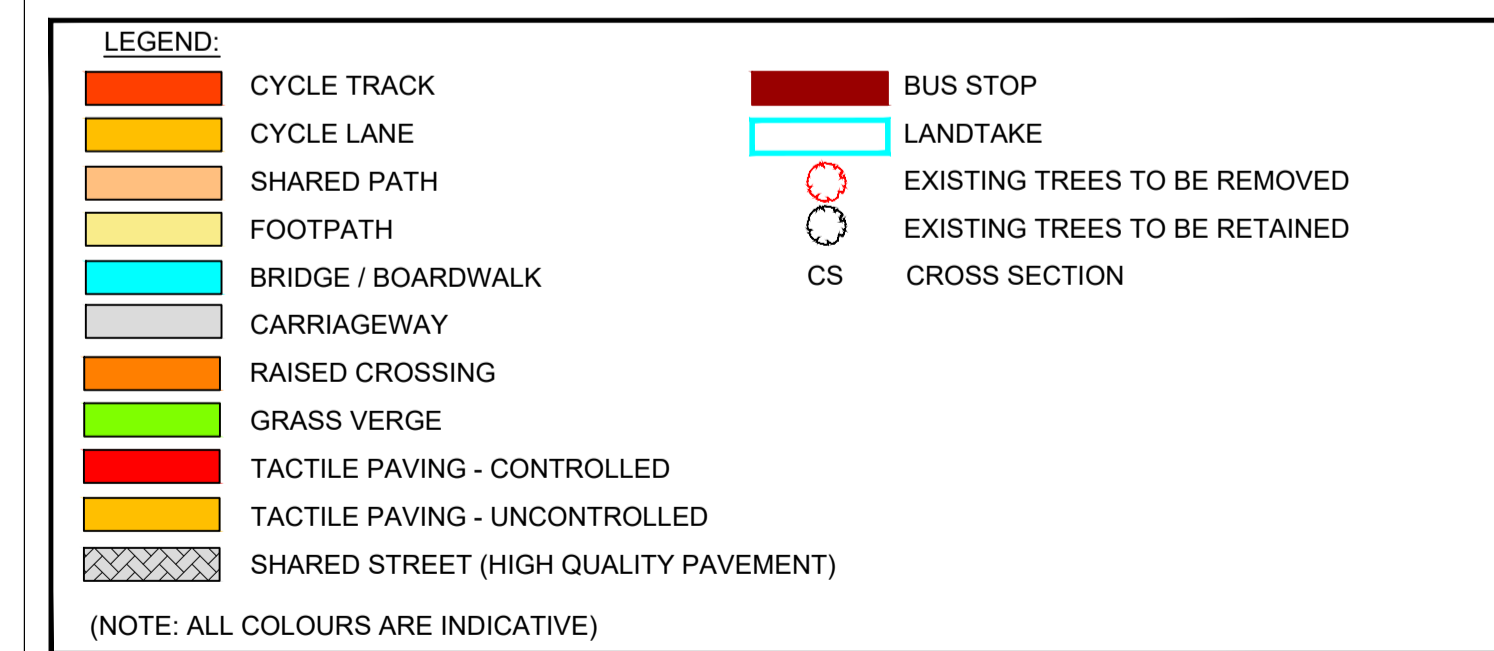 LEGEND:
CYCLE TRACK
CYCLE LANE
SHARED PATH
FOOTPATH
BRIDGE / BOARDWALK
CARRIAGEWAY
RAISED CROSSING
GRASS VERGE
TACTILE PAVING - CONTROLLED
TACTILE PAVING - UNCONTROLLED
SHARED STREET (HIGH QUALITY PAVEMENT)
BUS STOP
LANDTAKE
EXISTING TREES TO BE REMOVED
EXISTING TREES TO BE RETAINED
CS CROSS SECTION
(NOTE: ALL COLOURS ARE INDICATIVE)